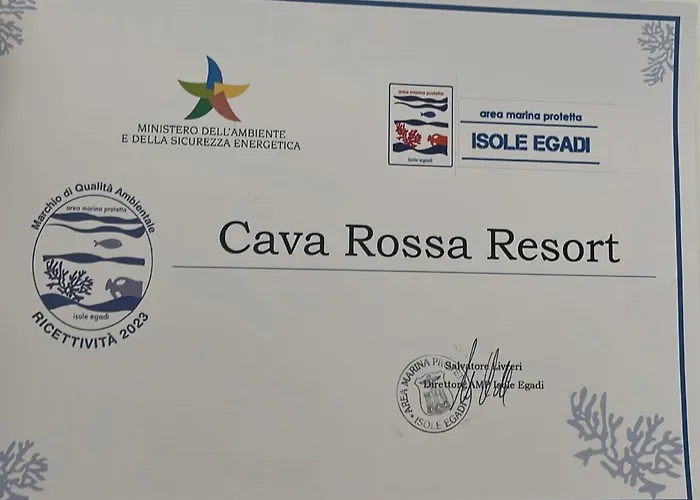 MINISTERO DELL'AMBIENTE
E DELLA SICUREZZA ENERGETICA
area marina protetta
isole egadi
area marina protetta
ISOLE EGADI
Marchio di Qualità Ambientale
area marina protetta
isole egadi
RICETTIVITÀ 2023
Cava Rossa Resort
Salvatore Livreri
Direttore AMP Isole Egadi
AREA MARINA
ISOLE EGADI